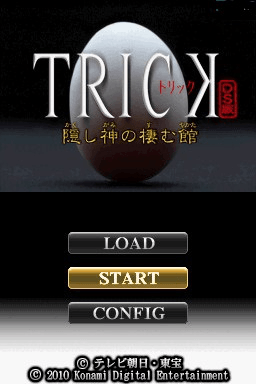 TRICK
トリック
DS版
かく がみ す やかた
隠し神の棲む館
LOAD
START
CONFIG
© テレビ朝日・東宝
© 2010 Konami Digital Entertainment